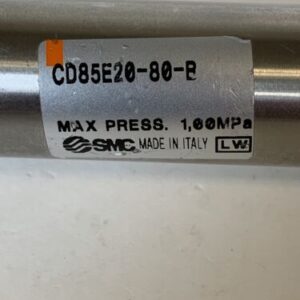 CD85E20-80-B
MAX PRESS. 1,00MPa
SMC MADE IN ITALY LW